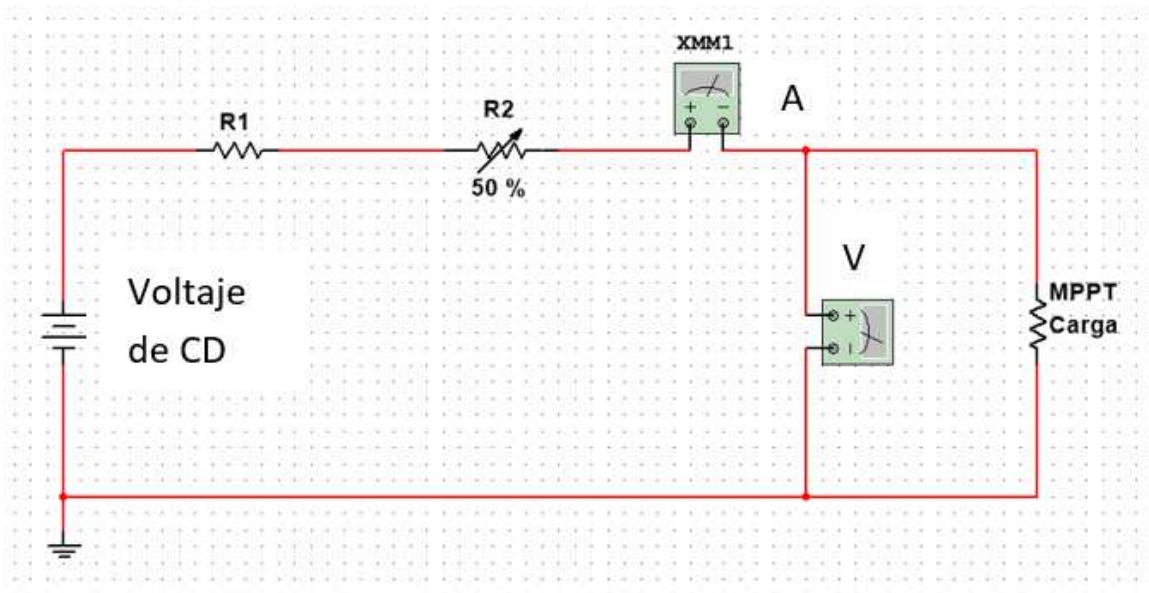 XMM1
A
R1
R2
50 %
V
Voltaje
de CD
MPPT
Carga